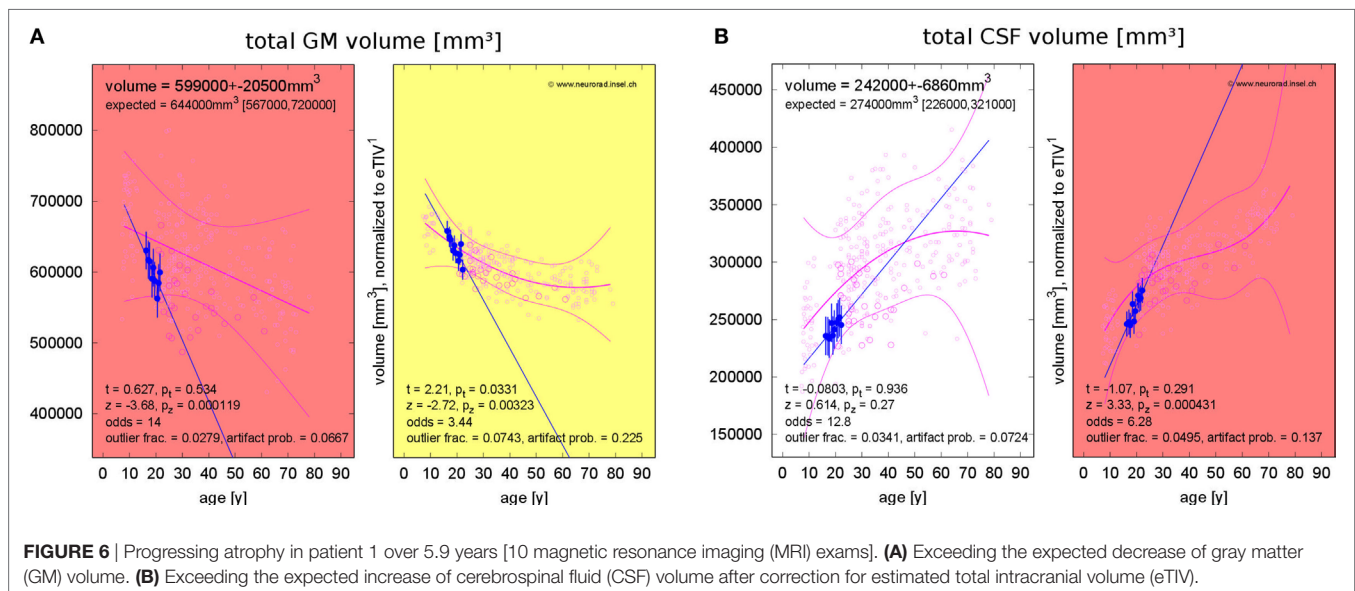 A
total GM volume [mm³]
volume = 599000+-20500mm³
expected = 644000mm³ [567000,720000]
800000
700000
600000
500000
400000
t = 0.627, pt = 0.534
z = -3.68, pz = 0.000119
odds = 14
outlier frac. = 0.0279, artifact prob. = 0.0667
0 10 20 30 40 50 60 70 80 90
age [y]
© www.neurorad.insel.ch
volume [mm³], normalized to eTIV¹
t = 2.21, pt = 0.0331
z = -2.72, pz = 0.00323
odds = 3.44
outlier frac. = 0.0743, artifact prob. = 0.225
0 10 20 30 40 50 60 70 80 90
age [y]
B
total CSF volume [mm³]
volume = 242000+-6860mm³
expected = 274000mm³ [226000,321000]
450000
400000
350000
300000
250000
200000
150000
t = -0.0803, pt = 0.936
z = 0.614, pz = 0.27
odds = 12.8
outlier frac. = 0.0341, artifact prob. = 0.0724
0 10 20 30 40 50 60 70 80 90
age [y]
© www.neurorad.insel.ch
volume [mm³], normalized to eTIV¹
t = -1.07, pt = 0.291
z = 3.33, pz = 0.000431
odds = 6.28
outlier frac. = 0.0495, artifact prob. = 0.137
0 10 20 30 40 50 60 70 80 90
age [y]
FIGURE 6 | Progressing atrophy in patient 1 over 5.9 years [10 magnetic resonance imaging (MRI) exams]. (A) Exceeding the expected decrease of gray matter
(GM) volume. (B) Exceeding the expected increase of cerebrospinal fluid (CSF) volume after correction for estimated total intracranial volume (eTIV).